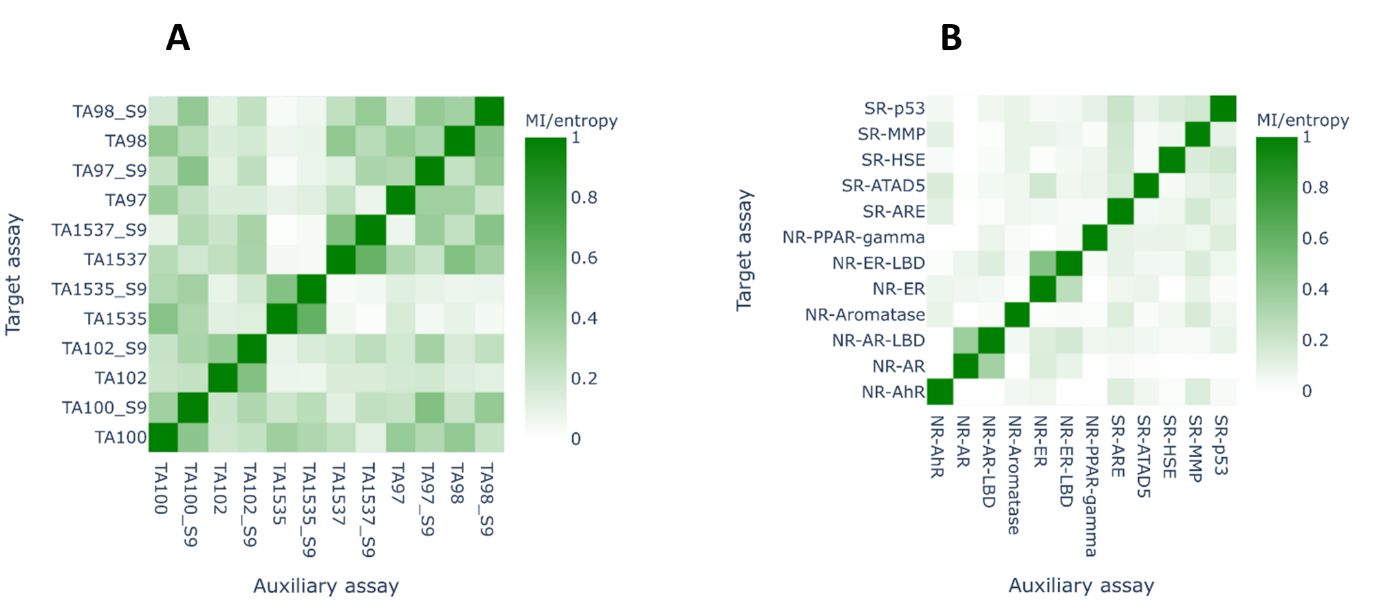 A
B
TA98_S9
TA98
TA97_S9
TA97
TA1537_S9
TA1537
TA1535_S9
TA1535
TA102_S9
TA102
TA100_S9
TA100
Target assay
TA100
TA100_S9
TA102
TA102_S9
TA1535
TA1535_S9
TA1537
TA1537_S9
TA97
TA97_S9
TA98
TA98_S9
Auxiliary assay
MI/entropy
1
0.8
0.6
0.4
0.2
0
SR-p53
SR-MMP
SR-HSE
SR-ATAD5
SR-ARE
NR-PPAR-gamma
NR-ER-LBD
NR-ER
NR-Aromatase
NR-AR-LBD
NR-AR
NR-AhR
Target assay
NR-AhR
NR-AR
NR-AR-LBD
NR-Aromatase
NR-ER
NR-ER-LBD
NR-PPAR-gamma
SR-ARE
SR-ATAD5
SR-HSE
SR-MMP
SR-p53
Auxiliary assay
MI/entropy
1
0.8
0.6
0.4
0.2
0